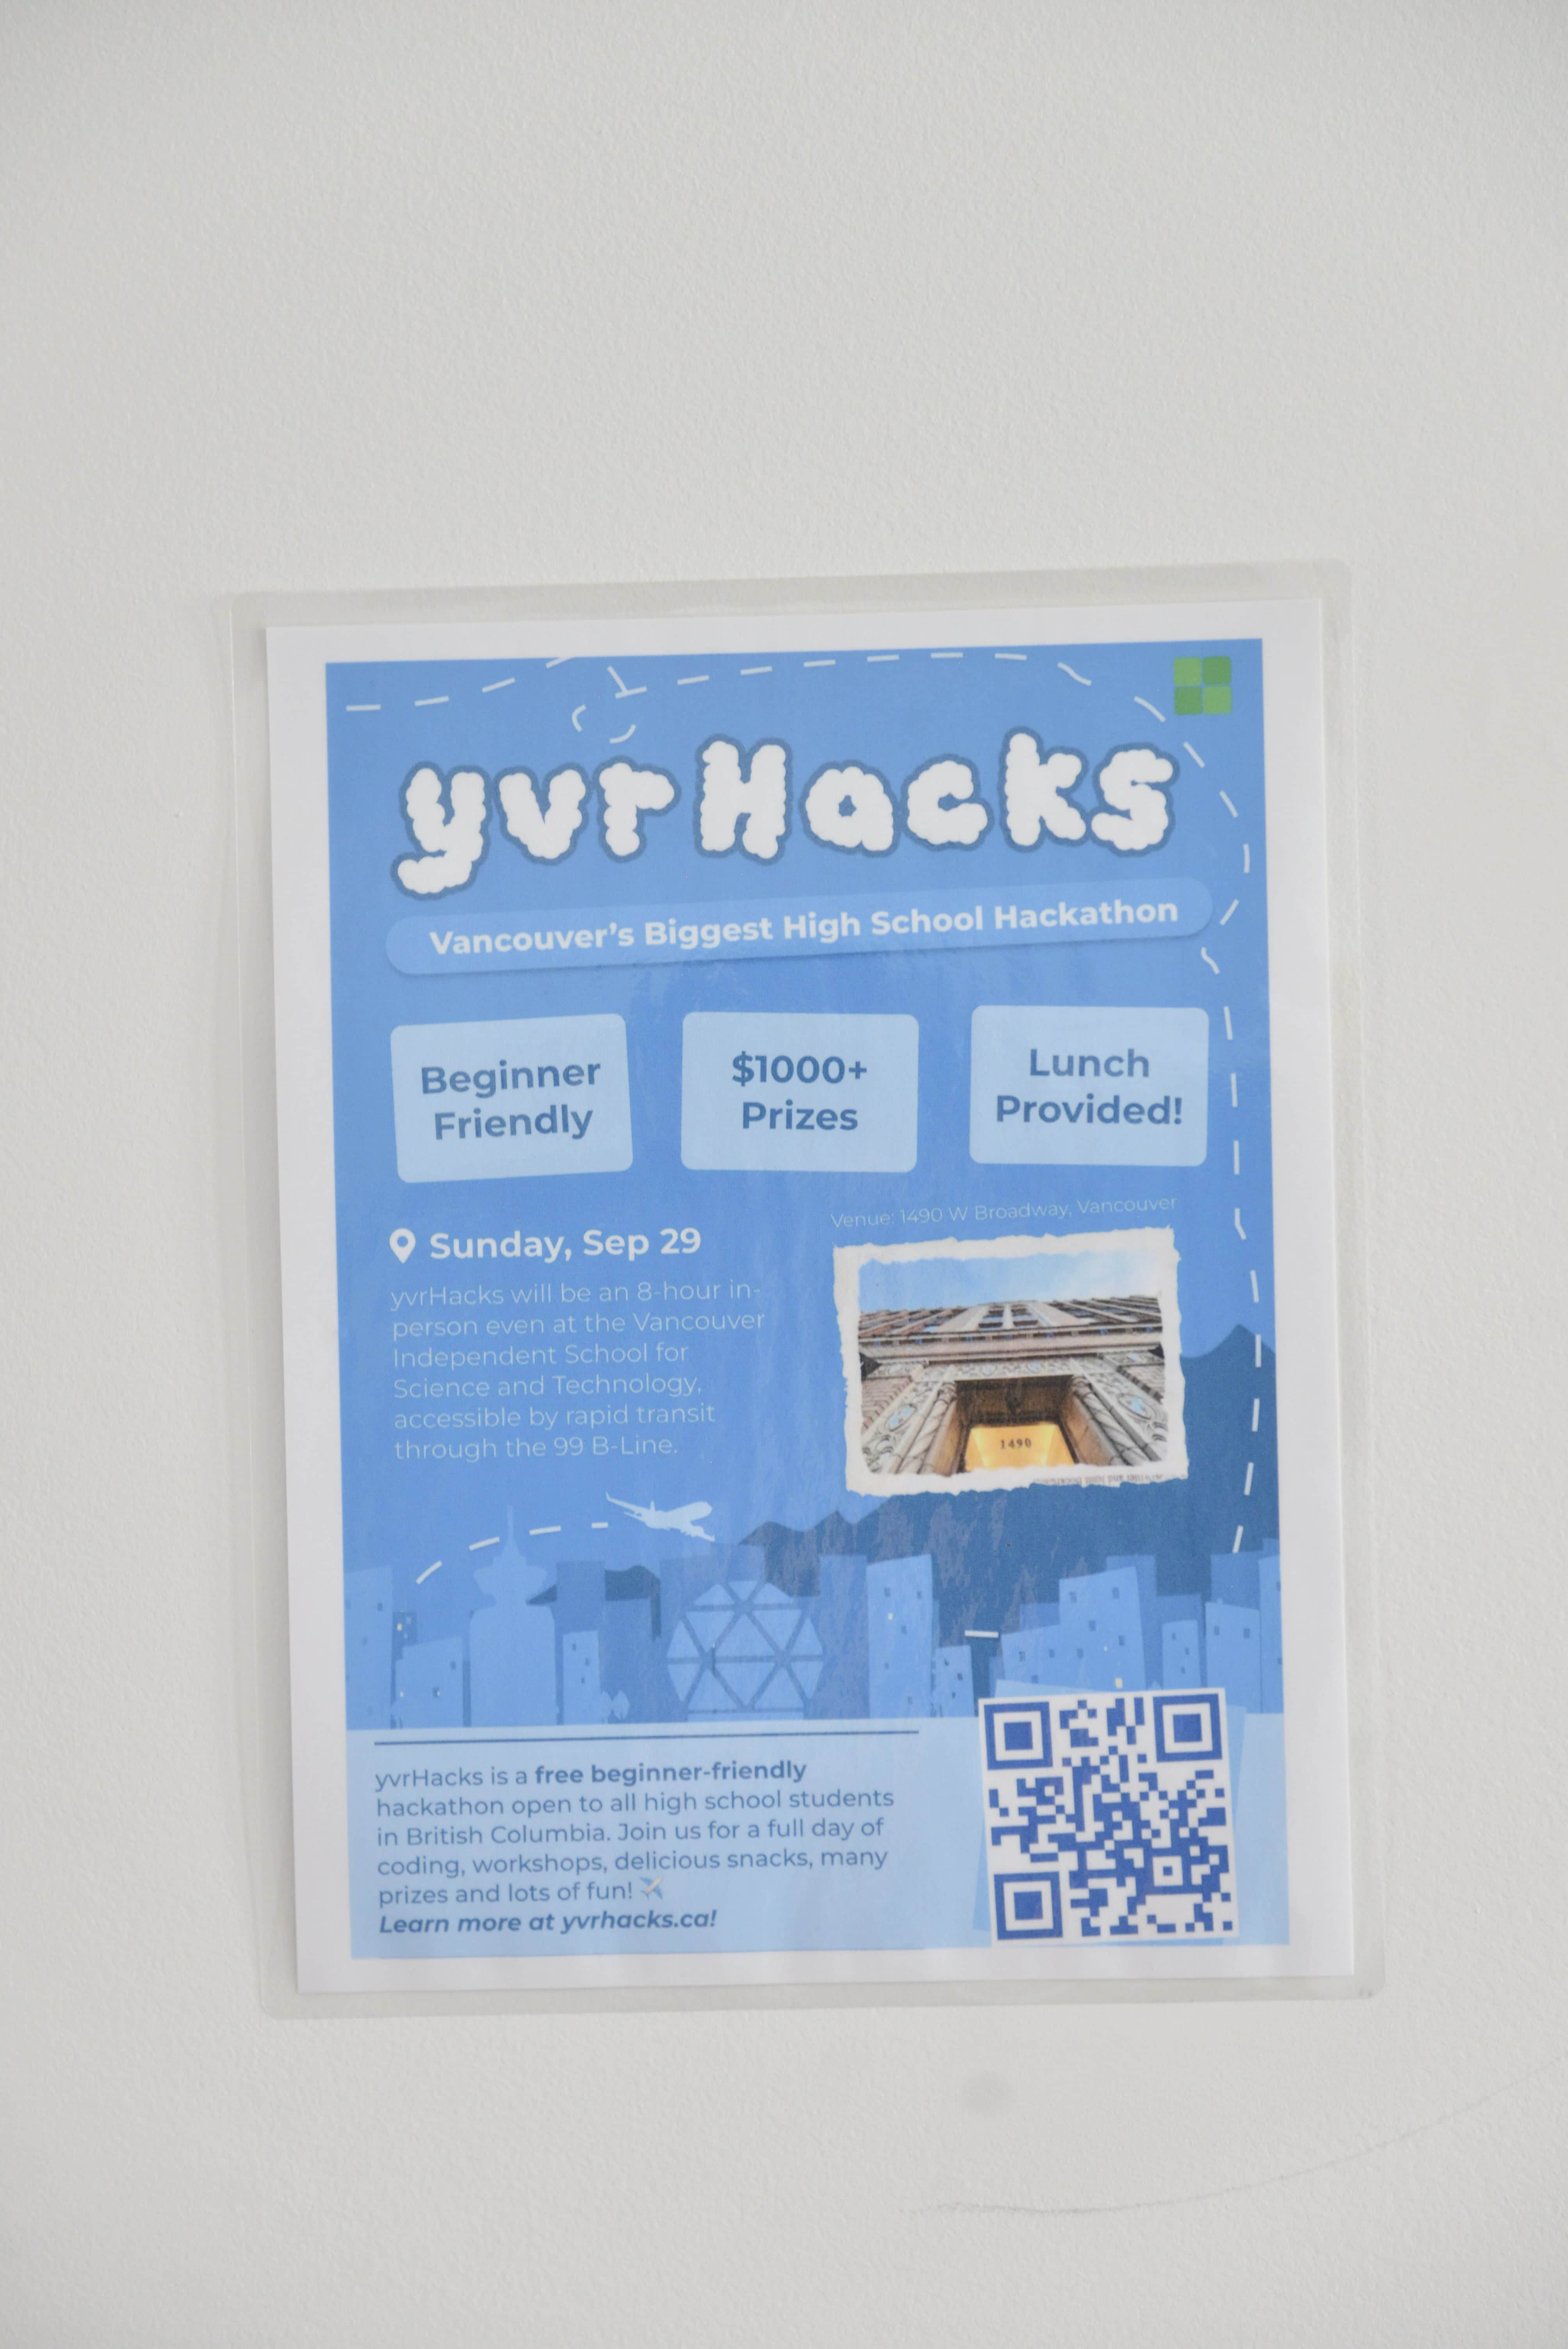 yvrHacks
Vancouver's Biggest High School Hackathon
Beginner
Friendly
$1000+
Prizes
Lunch
Provided!
Sunday, Sep 29
yvrHacks will be an 8-hour in-
person even at the Vancouver
Independent School for
Science and Technology,
accessible by rapid transit
through the 99 B-Line.
Venue: 1490 W Broadway, Vancouver
1490
yvrHacks is a free beginner-friendly
hackathon open to all high school students
in British Columbia. Join us for a full day of
coding, workshops, delicious snacks, many
prizes and lots of fun!
Learn more at yvrhacks.ca!